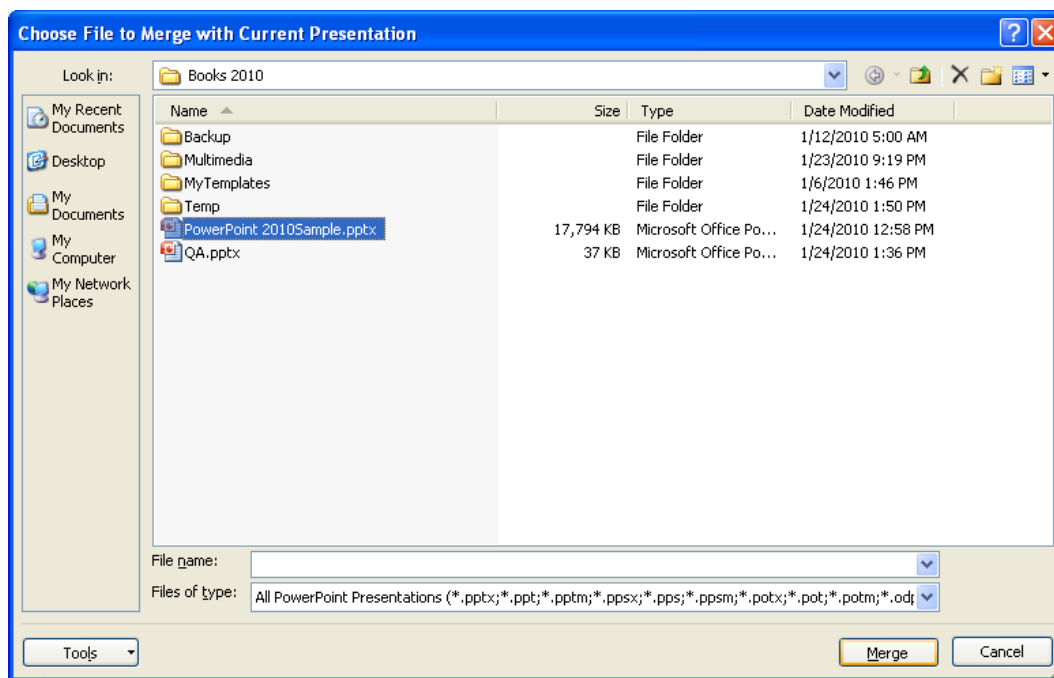 Choose File to Merge with Current Presentation
Look in: Books 2010
Name Size Type Date Modified
My Recent Documents
Desktop
My Documents
My Computer
My Network Places
Backup File Folder 1/12/2010 5:00 AM
Multimedia File Folder 1/23/2010 9:19 PM
MyTemplates File Folder 1/6/2010 1:46 PM
Temp File Folder 1/24/2010 1:50 PM
PowerPoint 2010Sample.pptx 17,794 KB Microsoft Office Po... 1/24/2010 12:58 PM
QA.pptx 37 KB Microsoft Office Po... 1/24/2010 1:36 PM
File name:
Files of type: All PowerPoint Presentations (*.pptx;*.ppt;*.pptm;*.ppsx;*.pps;*.ppsm;*.potx;*.pot;*.potm;*.odp
Tools Merge Cancel